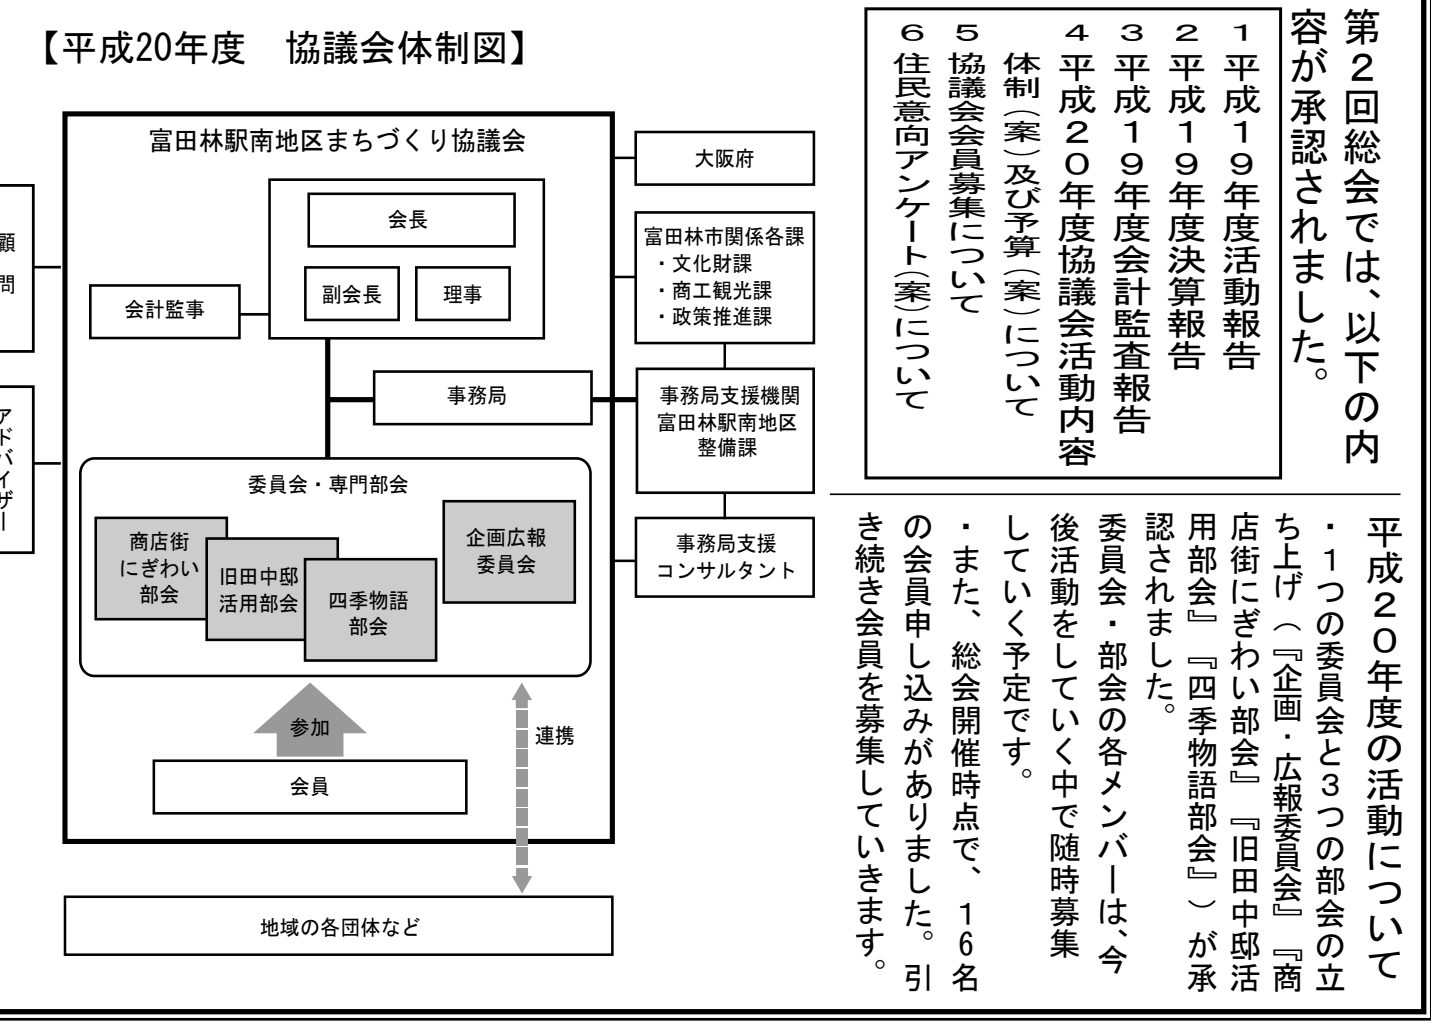 第２回総会では、以下の内
容が承認されました。
１平成１９年度活動報告
２平成１９年度決算報告
３平成１９年度会計監査報告
４平成２０年度協議会活動内容
体制（案）及び予算（案）について
５協議会会員募集について
６住民意向アンケート（案）について
平成２０年度の活動について
・１つの委員会と３つの部会の立
ち上げ（『企画・広報委員会』『商
店街にぎわい部会』『旧田中邸活
用部会』『四季物語部会』）が承
認されました。
委員会・部会の各メンバーは、今
後活動をしていく中で随時募集
していく予定です。
・また、総会開催時点で、１６名
の会員申し込みがありました。引
き続き会員を募集していきます。
【平成20年度　協議会体制図】
富田林駅南地区まちづくり協議会
会長
副会長
理事
会計監事
事務局
委員会・専門部会
商店街
にぎわい
部会
旧田中邸
活用部会
四季物語
部会
企画広報
委員会
参加
会員
連携
地域の各団体など
大阪府
富田林市関係各課
・文化財課
・商工観光課
・政策推進課
事務局支援機関
富田林駅南地区
整備課
事務局支援
コンサルタント
顧問
アドバイザー